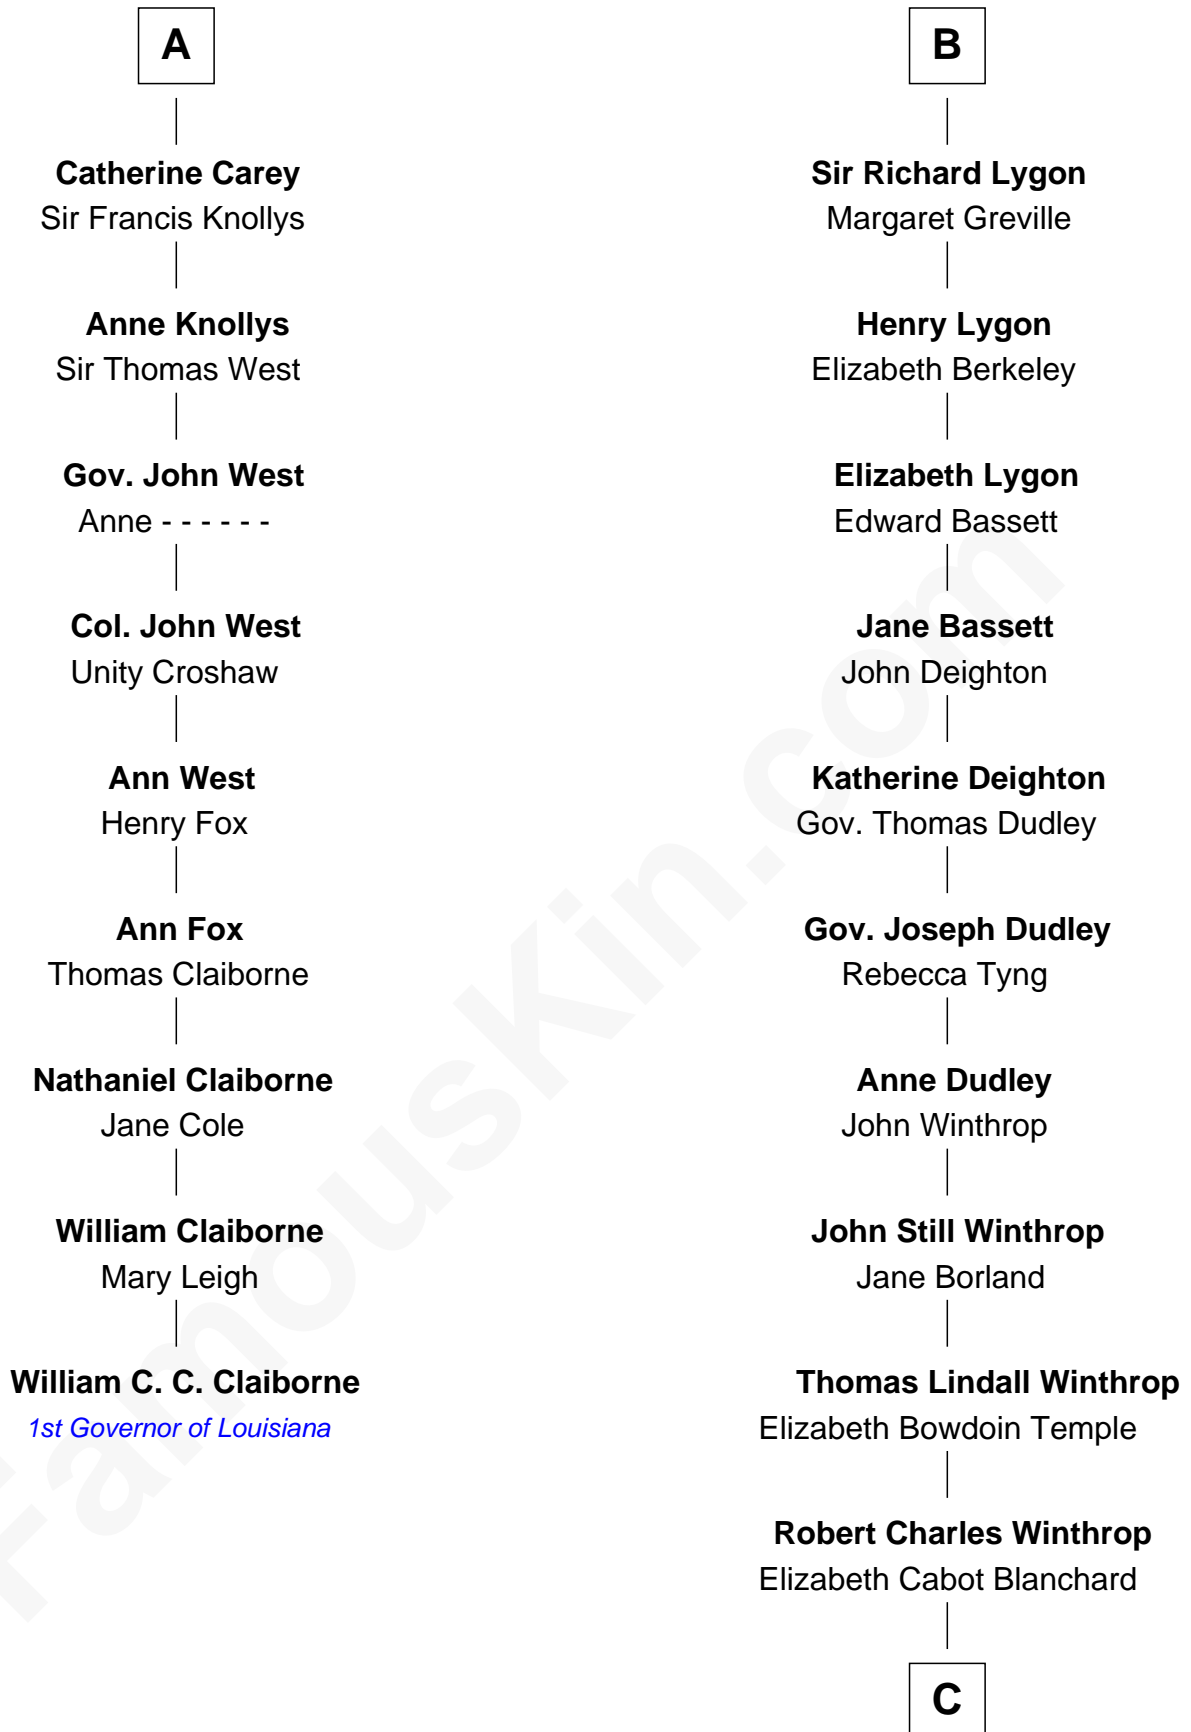 A
Catherine Carey
Sir Francis Knollys
Anne Knollys
Sir Thomas West
Gov. John West
Anne - - - - - -
Col. John West
Unity Croshaw
Ann West
Henry Fox
Ann Fox
Thomas Claiborne
Nathaniel Claiborne
Jane Cole
William Claiborne
Mary Leigh
William C. C. Claiborne
1st Governor of Louisiana
B
Sir Richard Lygon
Margaret Greville
Henry Lygon
Elizabeth Berkeley
Elizabeth Lygon
Edward Bassett
Jane Bassett
John Deighton
Katherine Deighton
Gov. Thomas Dudley
Gov. Joseph Dudley
Rebecca Tyng
Anne Dudley
John Winthrop
John Still Winthrop
Jane Borland
Thomas Lindall Winthrop
Elizabeth Bowdoin Temple
Robert Charles Winthrop
Elizabeth Cabot Blanchard
C
FamousKin.com